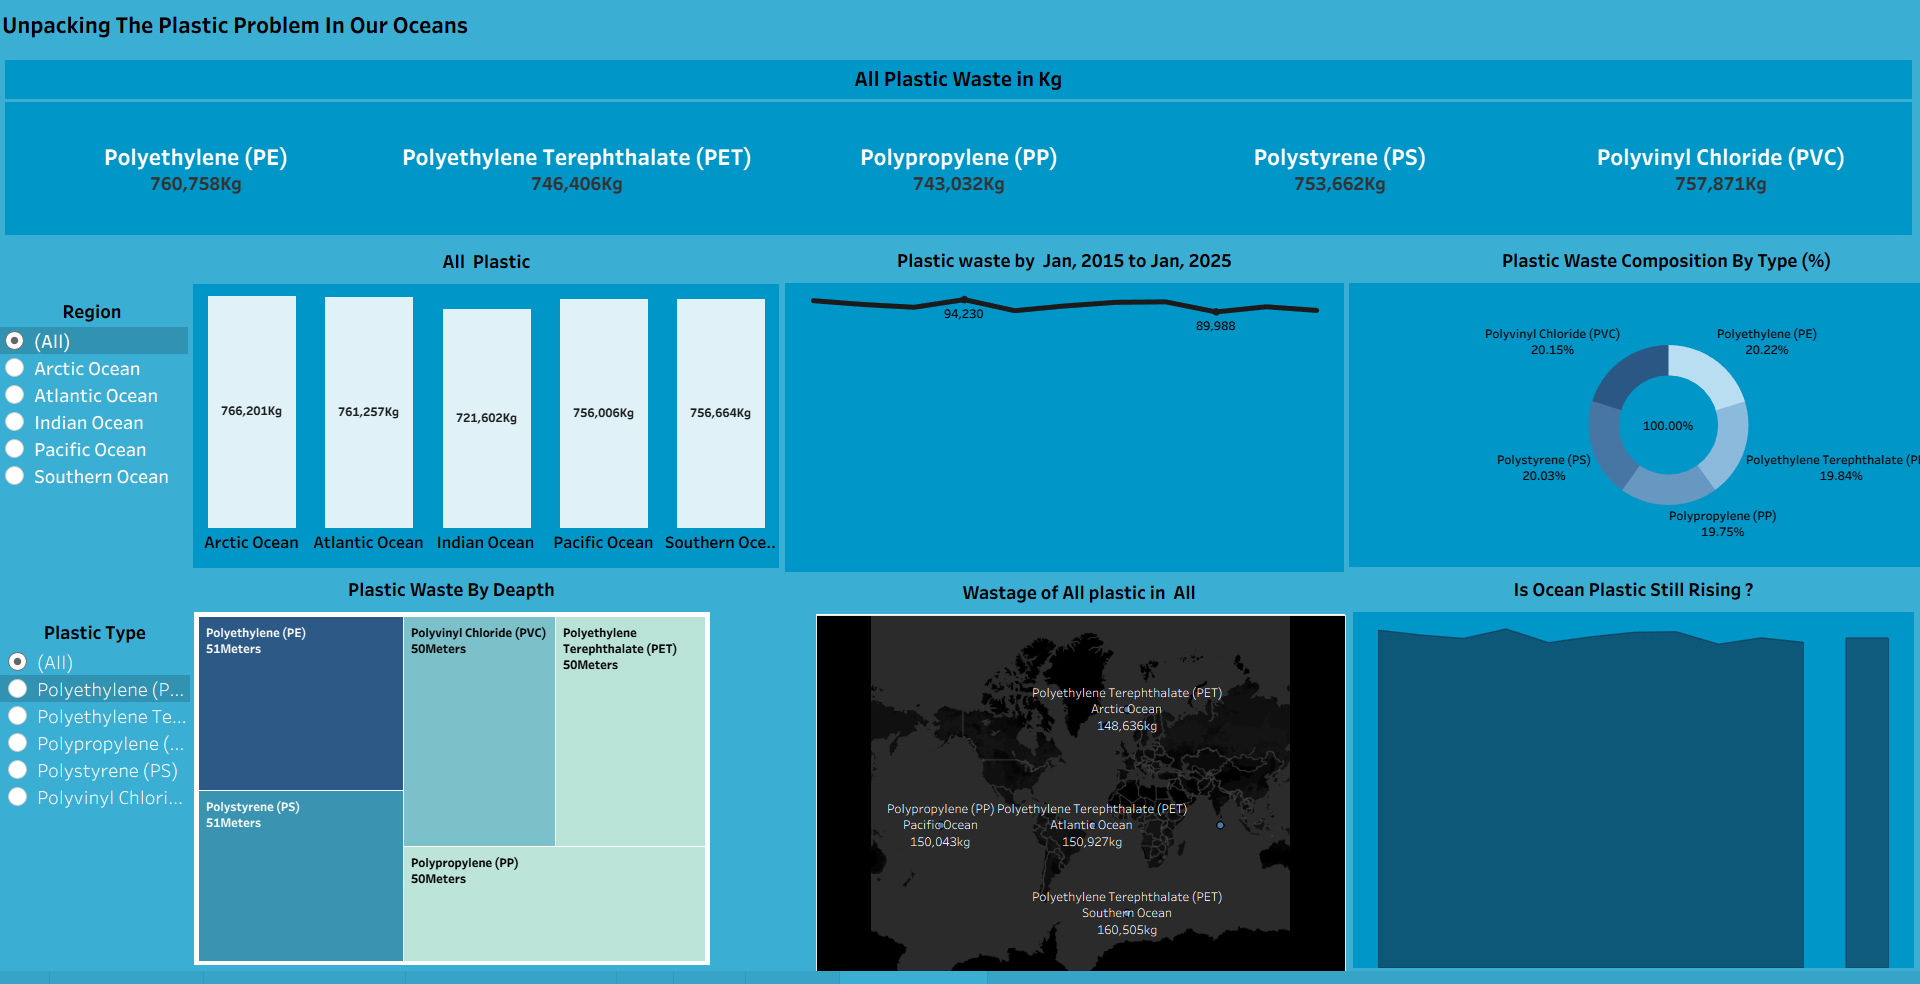 Unpacking The Plastic Problem In Our Oceans
All Plastic Waste in Kg
Polyethylene (PE)
760,758Kg
Polyethylene Terephthalate (PET)
746,406Kg
Polypropylene (PP)
743,032Kg
Polystyrene (PS)
753,662Kg
Polyvinyl Chloride (PVC)
757,871Kg
Region
(All)
Arctic Ocean
Atlantic Ocean
Indian Ocean
Pacific Ocean
Southern Ocean
All Plastic
766,201Kg
761,257Kg
721,602Kg
756,006Kg
756,664Kg
Arctic Ocean
Atlantic Ocean
Indian Ocean
Pacific Ocean
Southern Oce..
Plastic waste by Jan, 2015 to Jan, 2025
94,230
89,988
Plastic Waste Composition By Type (%)
Polyvinyl Chloride (PVC)
20.15%
Polyethylene (PE)
20.22%
100.00%
Polystyrene (PS)
20.03%
Polyethylene Terephthalate (PE
19.84%
Polypropylene (PP)
19.75%
Plastic Type
(All)
Polyethylene (P...
Polyethylene Te...
Polypropylene (...
Polystyrene (PS)
Polyvinyl Chlori...
Plastic Waste By Deapth
Polyethylene (PE)
51Meters
Polyvinyl Chloride (PVC)
50Meters
Polyethylene
Terephthalate (PET)
50Meters
Polystyrene (PS)
51Meters
Polypropylene (PP)
50Meters
Wastage of All plastic in All
Polyethylene Terephthalate (PET)
Arctic Ocean
148,636kg
Polypropylene (PP)
Pacific Ocean
150,043kg
Polyethylene Terephthalate (PET)
Atlantic Ocean
150,927kg
Polyethylene Terephthalate (PET)
Southern Ocean
160,505kg
Is Ocean Plastic Still Rising ?